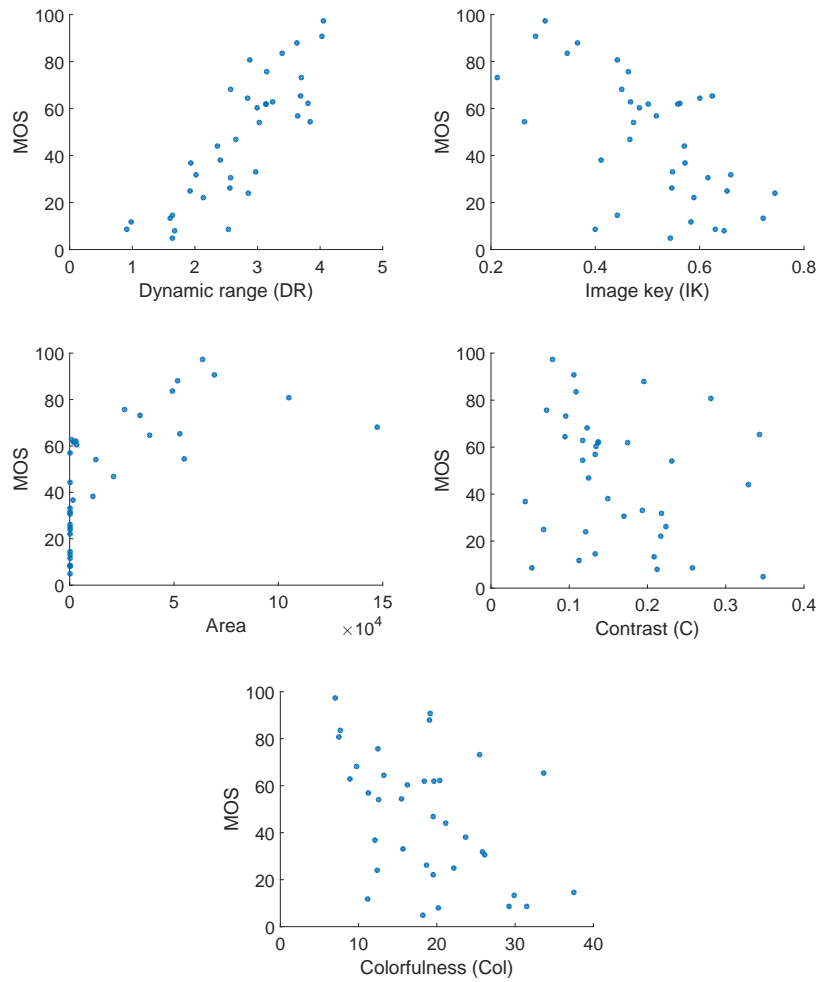 100
80
60
40
20
0
MOS
0 1 2 3 4 5
Dynamic range (DR)
100
80
60
40
20
0
MOS
0.2 0.4 0.6 0.8
Image key (IK)
100
80
60
40
20
0
MOS
0 5 10 15
Area
×10^4
100
80
60
40
20
0
MOS
0 0.1 0.2 0.3 0.4
Contrast (C)
100
80
60
40
20
0
MOS
0 10 20 30 40
Colorfulness (Col)